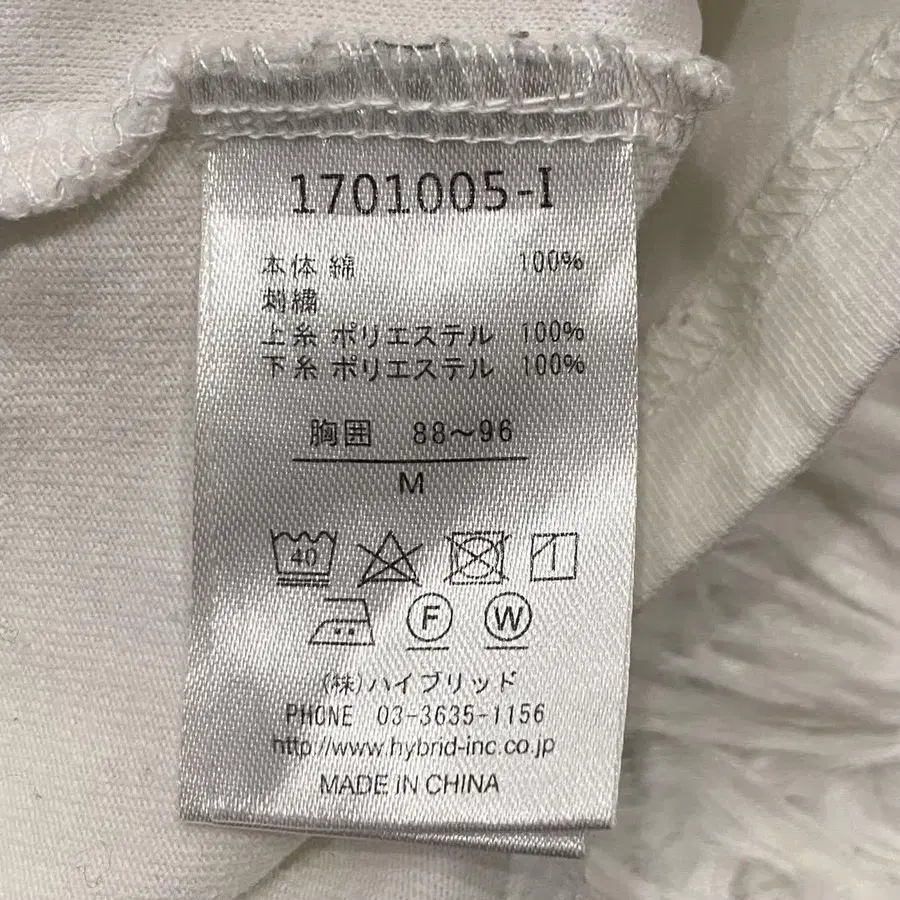 1701005-I
本体 綿 100%
刺繍
上糸 ポリエステル 100%
下糸 ポリエステル 100%
胸囲 88〜96
M
40
F W
(株)ハイブリッド
PHONE 03-3635-1156
http://www.hybrid-inc.co.jp
MADE IN CHINA